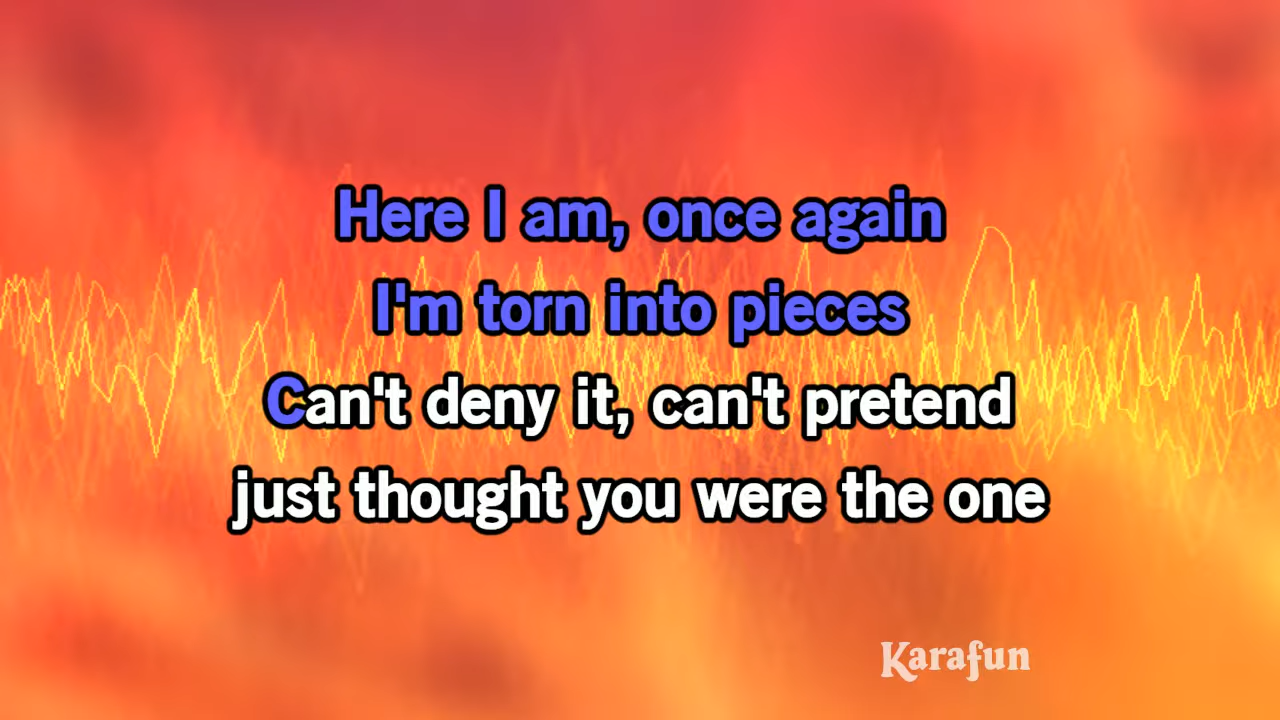 Here I am, once again
I'm torn into pieces
Can't deny it, can't pretend
just thought you were the one
Karafun